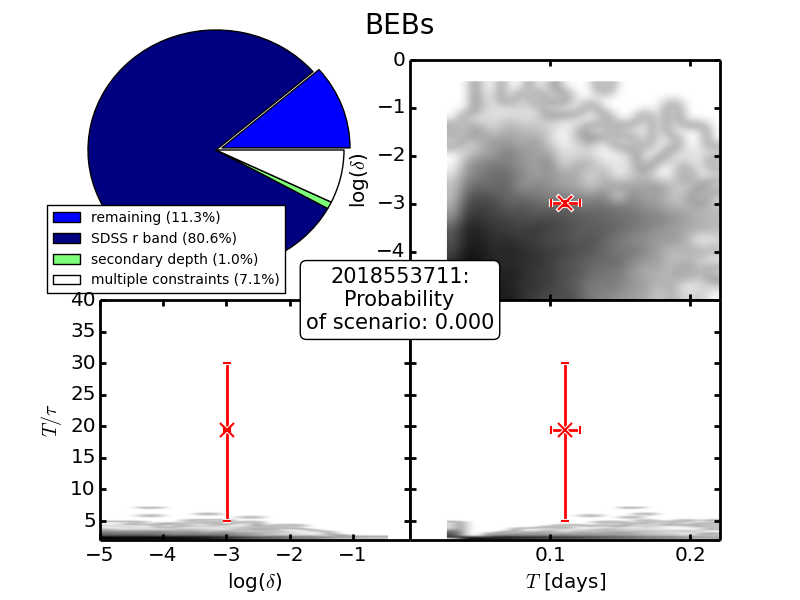 BEBs
remaining (11.3%)
SDSS r band (80.6%)
secondary depth (1.0%)
multiple constraints (7.1%)
log(δ)
0
−1
−2
−3
−4
2018553711:
Probability
of scenario: 0.000
T/τ
40
35
30
25
20
15
10
5
−5 −4 −3 −2 −1
log(δ)
0.1 0.2
T [days]